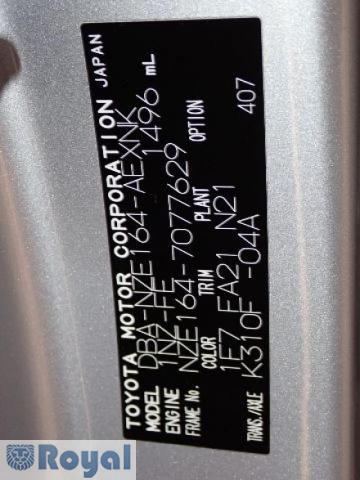 TOYOTA MOTOR CORPORATION JAPAN
MODEL DBA-NZE164-AEXNK
ENGINE 1NZ-FE 1496 mL
FRAME No. NZE164-7077629
COLOR TRIM PLANT OPTION
1F7 FA21 N21
TRANS./AXLE K310F -04A 407
Royal